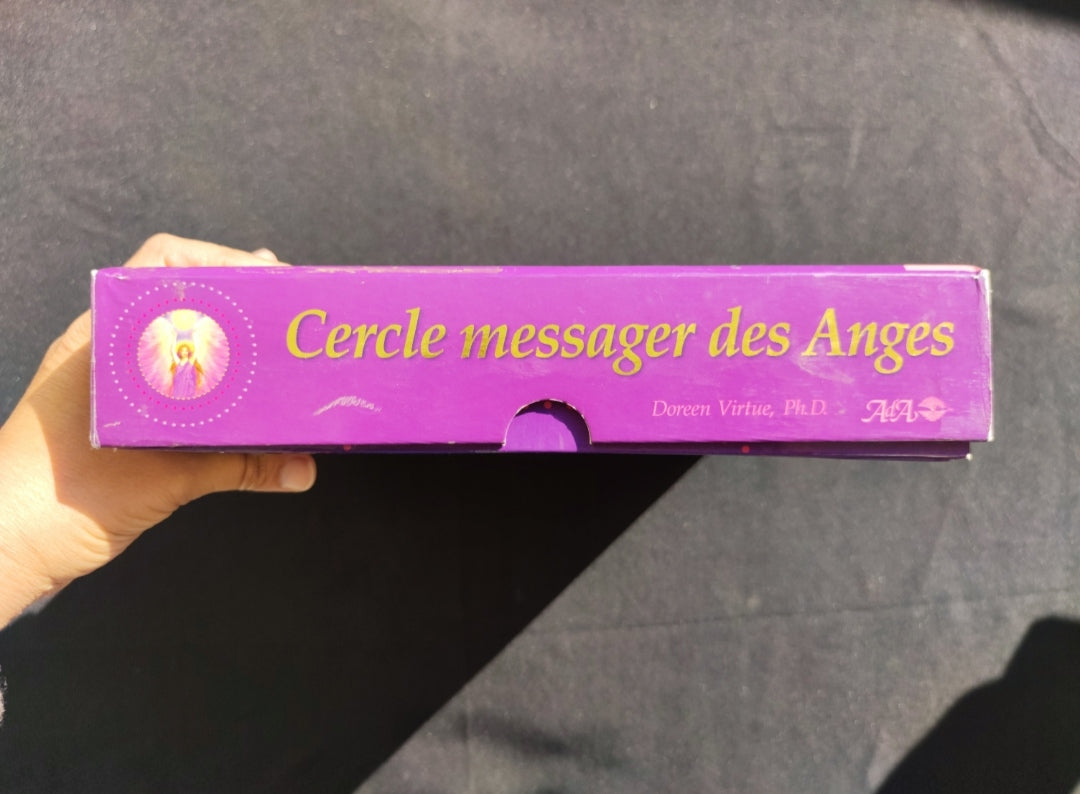 Cercle messager des Anges
Doreen Virtue, Ph.D.
AdA